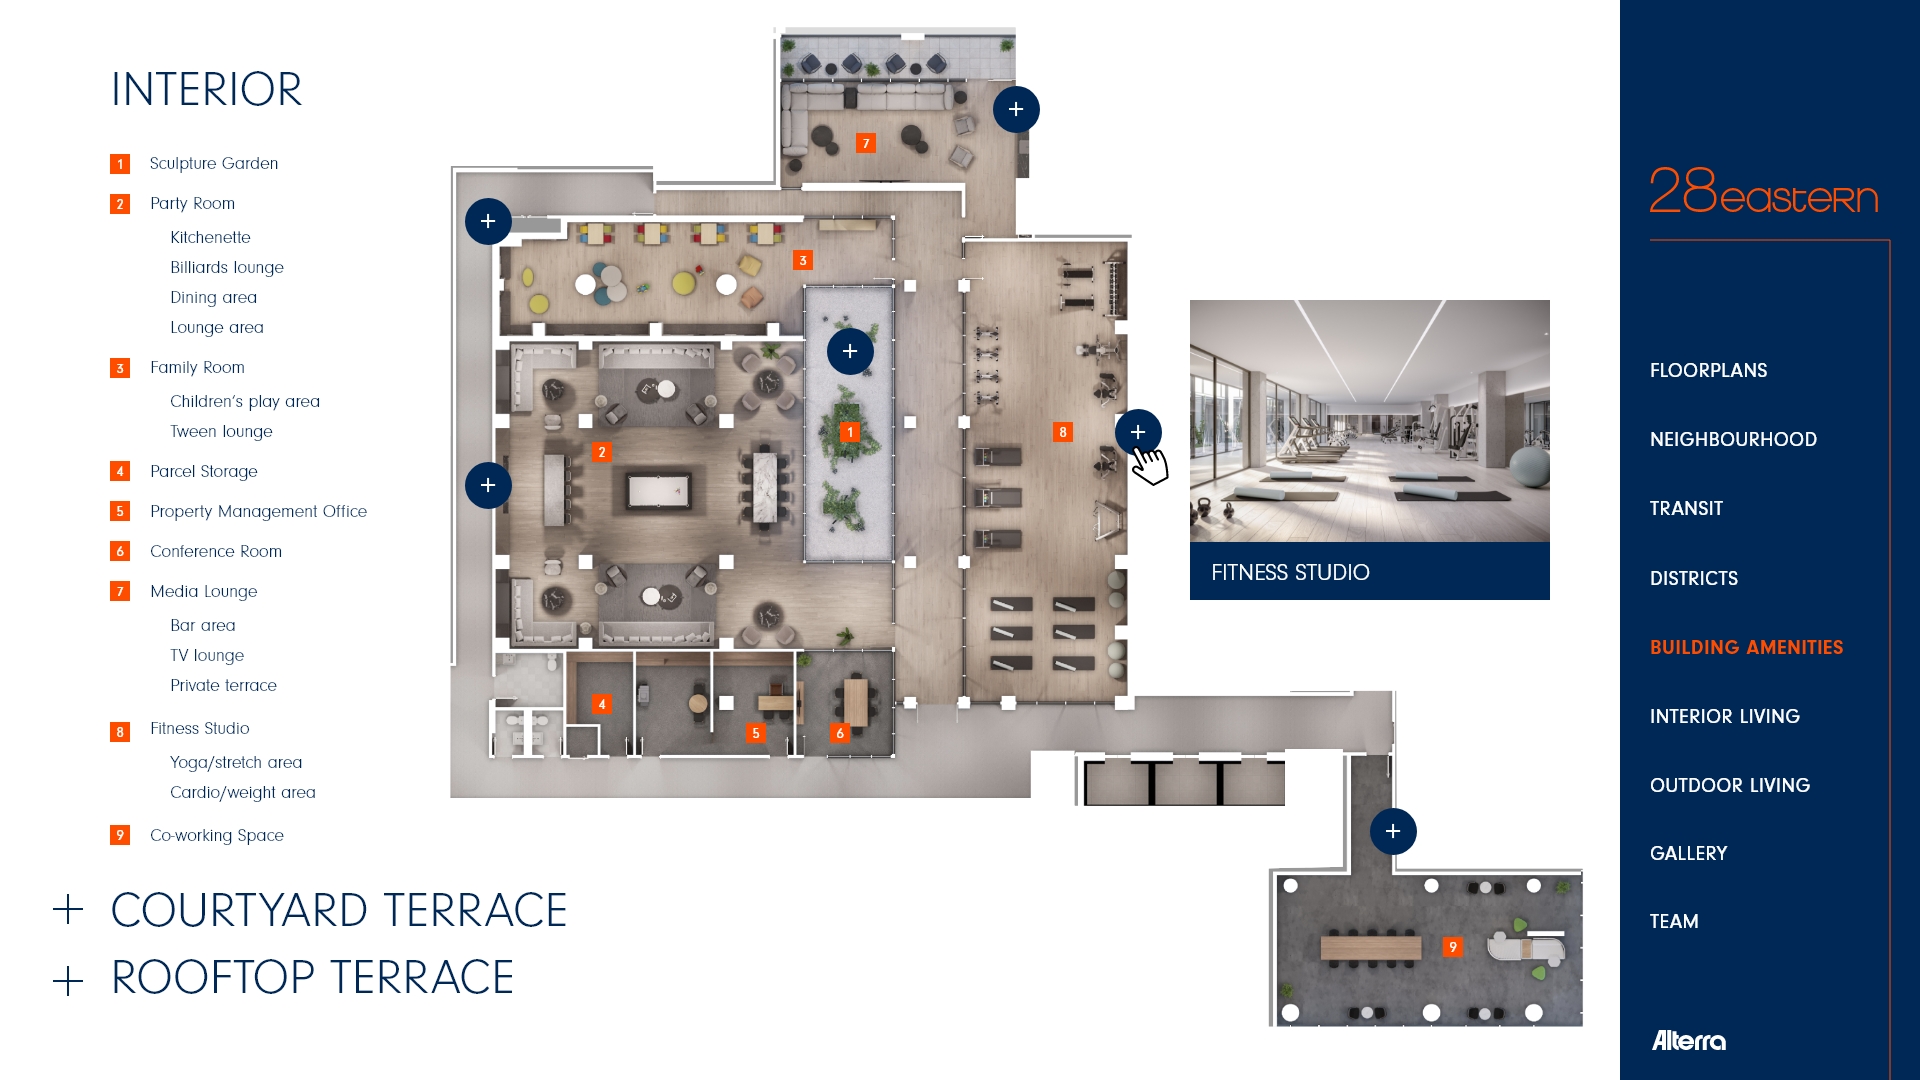 INTERIOR
1 Sculpture Garden
2 Party Room
Kitchenette
Billiards lounge
Dining area
Lounge area
3 Family Room
Children's play area
Tween lounge
4 Parcel Storage
5 Property Management Office
6 Conference Room
7 Media Lounge
Bar area
TV lounge
Private terrace
8 Fitness Studio
Yoga/stretch area
Cardio/weight area
9 Co-working Space
+ COURTYARD TERRACE
+ ROOFTOP TERRACE
+
7
+
3
+
1
8
+
2
+
4
5
6
+
9
FITNESS STUDIO
28eastern
FLOORPLANS
NEIGHBOURHOOD
TRANSIT
DISTRICTS
BUILDING AMENITIES
INTERIOR LIVING
OUTDOOR LIVING
GALLERY
TEAM
Alterra